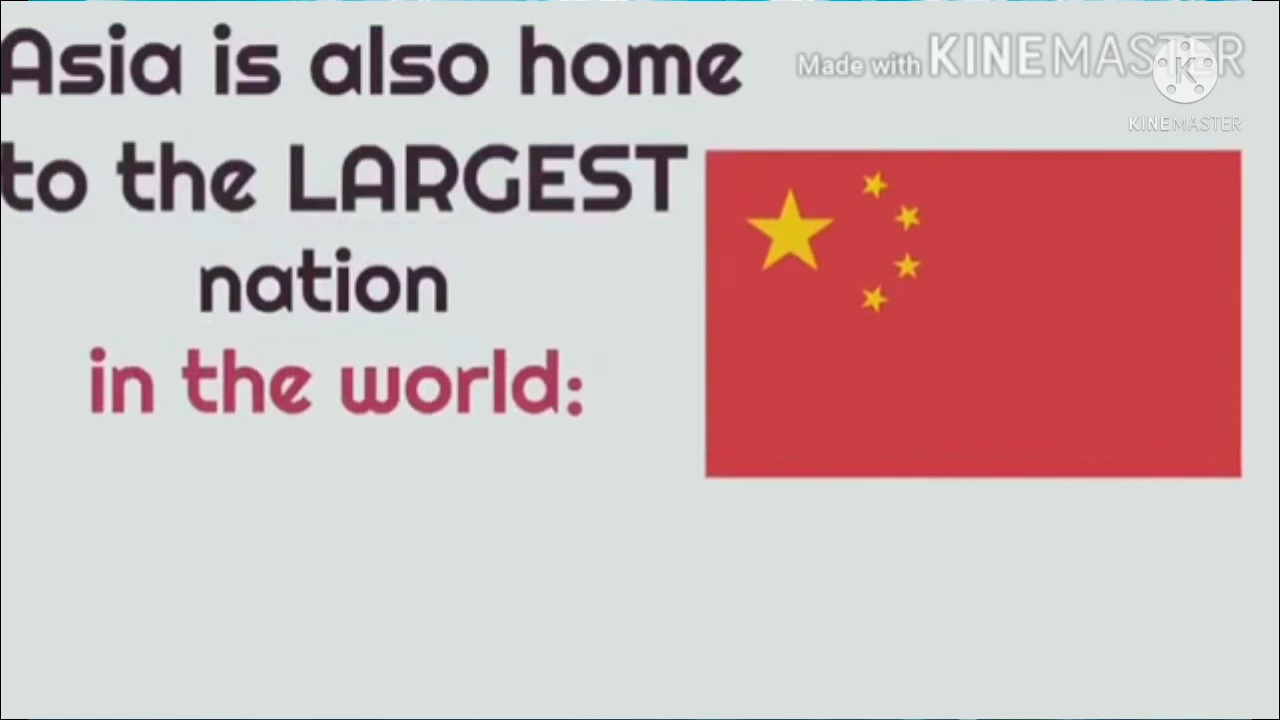 Asia is also home
to the LARGEST
nation
in the world:
Made with KINEMASTER
K
KINEMASTER